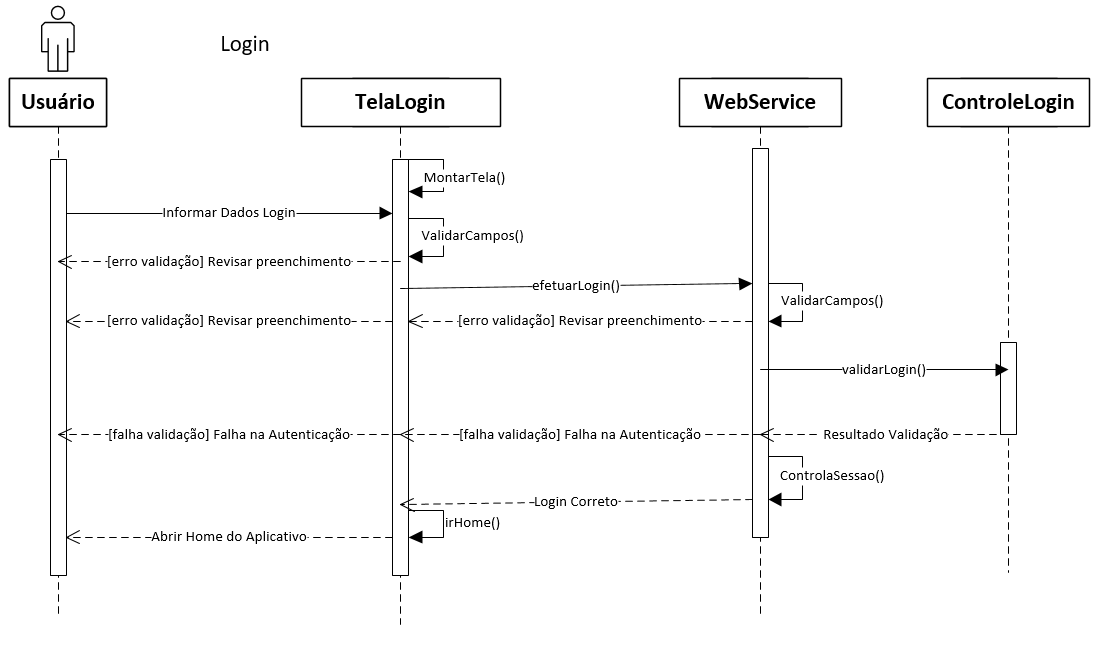 Login
Usuário
TelaLogin
WebService
ControleLogin
MontarTela()
Informar Dados Login
ValidarCampos()
[erro validação] Revisar preenchimento
efetuarLogin()
ValidarCampos()
[erro validação] Revisar preenchimento
[erro validação] Revisar preenchimento
validarLogin()
[falha validação] Falha na Autenticação
[falha validação] Falha na Autenticação
Resultado Validação
ControlaSessao()
Login Correto
irHome()
Abrir Home do Aplicativo